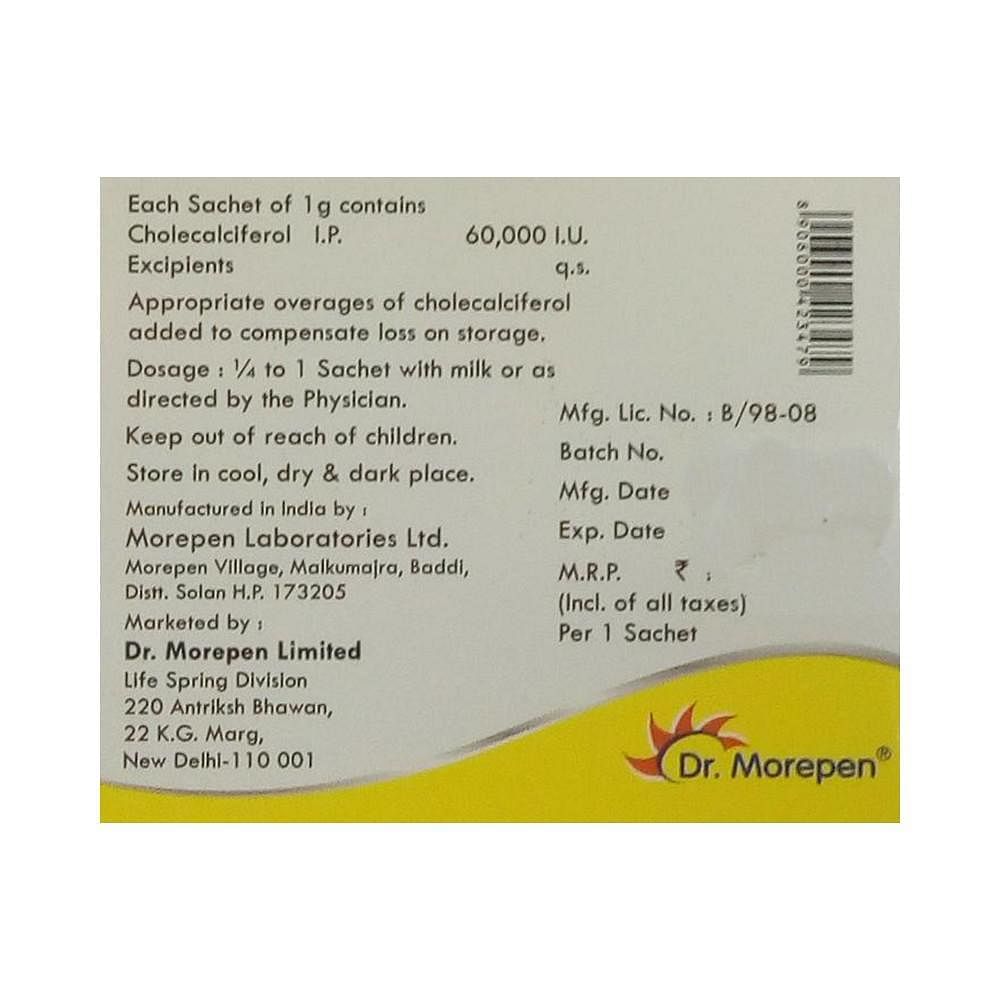 Each Sachet of 1g contains
Cholecalciferol I.P. 60,000 I.U.
Excipients q.s.
Appropriate overages of cholecalciferol
added to compensate loss on storage.
Dosage : ¼ to 1 Sachet with milk or as
directed by the Physician.
Keep out of reach of children.
Store in cool, dry & dark place.
Manufactured in India by :
Morepen Laboratories Ltd.
Morepen Village, Malkumajra, Baddi,
Distt. Solan H.P. 173205
Marketed by :
Dr. Morepen Limited
Life Spring Division
220 Antriksh Bhawan,
22 K.G. Marg,
New Delhi-110 001
8 906000 423479
Mfg. Lic. No. : B/98-08
Batch No.
Mfg. Date
Exp. Date
M.R.P. ₹ :
(Incl. of all taxes)
Per 1 Sachet
Dr. Morepen®